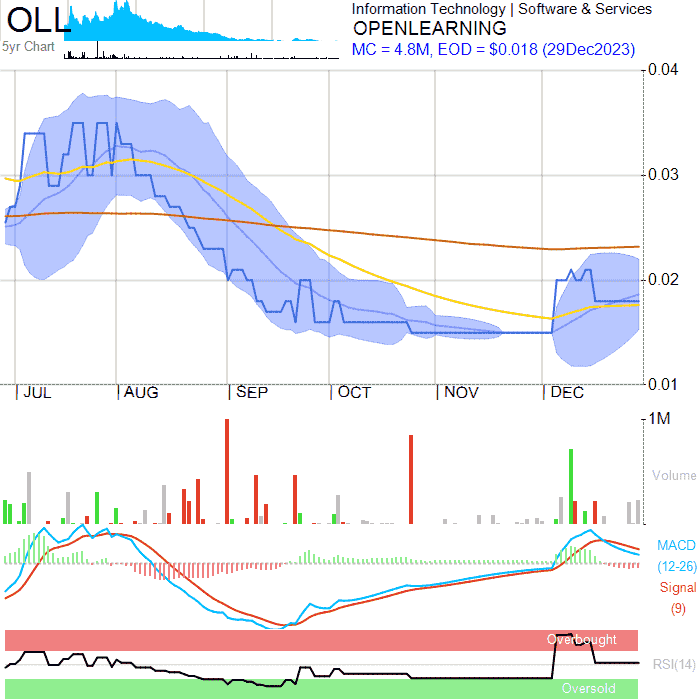 OLL
Information Technology | Software & Services
OPENLEARNING
5yr Chart
MC = 4.8M, EOD = $0.018 (29Dec2023)
0.04
0.03
0.02
0.01
JUL
AUG
SEP
OCT
NOV
DEC
1M
Volume
MACD
(12-26)
Signal
(9)
Overbought
RSI(14)
Oversold